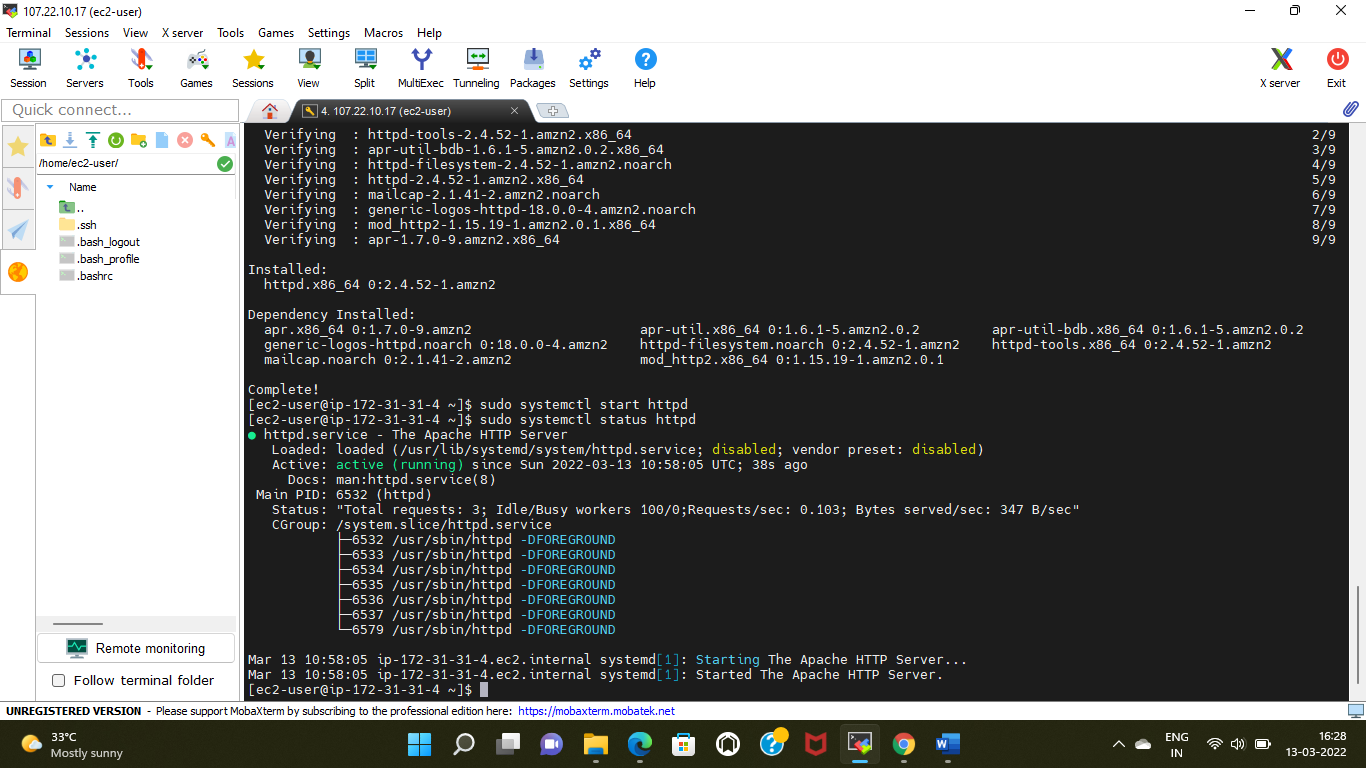 107.22.10.17 (ec2-user)
Terminal Sessions View X server Tools Games Settings Macros Help
Session Servers Tools Games Sessions View Split MultiExec Tunneling Packages Settings Help X server Exit
Quick connect...
4. 107.22.10.17 (ec2-user)
/home/ec2-user/
Name
..
.ssh
.bash_logout
.bash_profile
.bashrc
Remote monitoring
Follow terminal folder
Verifying : httpd-tools-2.4.52-1.amzn2.x86_64 2/9
Verifying : apr-util-bdb-1.6.1-5.amzn2.0.2.x86_64 3/9
Verifying : httpd-filesystem-2.4.52-1.amzn2.noarch 4/9
Verifying : httpd-2.4.52-1.amzn2.x86_64 5/9
Verifying : mailcap-2.1.41-2.amzn2.noarch 6/9
Verifying : generic-logos-httpd-18.0.0-4.amzn2.noarch 7/9
Verifying : mod_http2-1.15.19-1.amzn2.0.1.x86_64 8/9
Verifying : apr-1.7.0-9.amzn2.x86_64 9/9
Installed:
httpd.x86_64 0:2.4.52-1.amzn2
Dependency Installed:
apr.x86_64 0:1.7.0-9.amzn2 apr-util.x86_64 0:1.6.1-5.amzn2.0.2 apr-util-bdb.x86_64 0:1.6.1-5.amzn2.0.2
generic-logos-httpd.noarch 0:18.0.0-4.amzn2 httpd-filesystem.noarch 0:2.4.52-1.amzn2 httpd-tools.x86_64 0:2.4.52-1.amzn2
mailcap.noarch 0:2.1.41-2.amzn2 mod_http2.x86_64 0:1.15.19-1.amzn2.0.1
Complete!
[ec2-user@ip-172-31-31-4 ~]$ sudo systemctl start httpd
[ec2-user@ip-172-31-31-4 ~]$ sudo systemctl status httpd
● httpd.service - The Apache HTTP Server
Loaded: loaded (/usr/lib/systemd/system/httpd.service; disabled; vendor preset: disabled)
Active: active (running) since Sun 2022-03-13 10:58:05 UTC; 38s ago
Docs: man:httpd.service(8)
Main PID: 6532 (httpd)
Status: "Total requests: 3; Idle/Busy workers 100/0;Requests/sec: 0.103; Bytes served/sec: 347 B/sec"
CGroup: /system.slice/httpd.service
├─6532 /usr/sbin/httpd -DFOREGROUND
├─6533 /usr/sbin/httpd -DFOREGROUND
├─6534 /usr/sbin/httpd -DFOREGROUND
├─6535 /usr/sbin/httpd -DFOREGROUND
├─6536 /usr/sbin/httpd -DFOREGROUND
├─6537 /usr/sbin/httpd -DFOREGROUND
└─6579 /usr/sbin/httpd -DFOREGROUND
Mar 13 10:58:05 ip-172-31-31-4.ec2.internal systemd[1]: Starting The Apache HTTP Server...
Mar 13 10:58:05 ip-172-31-31-4.ec2.internal systemd[1]: Started The Apache HTTP Server.
[ec2-user@ip-172-31-31-4 ~]$
UNREGISTERED VERSION - Please support MobaXterm by subscribing to the professional edition here: https://mobaxterm.mobatek.net
33°C
Mostly sunny
ENG
IN
16:28
13-03-2022